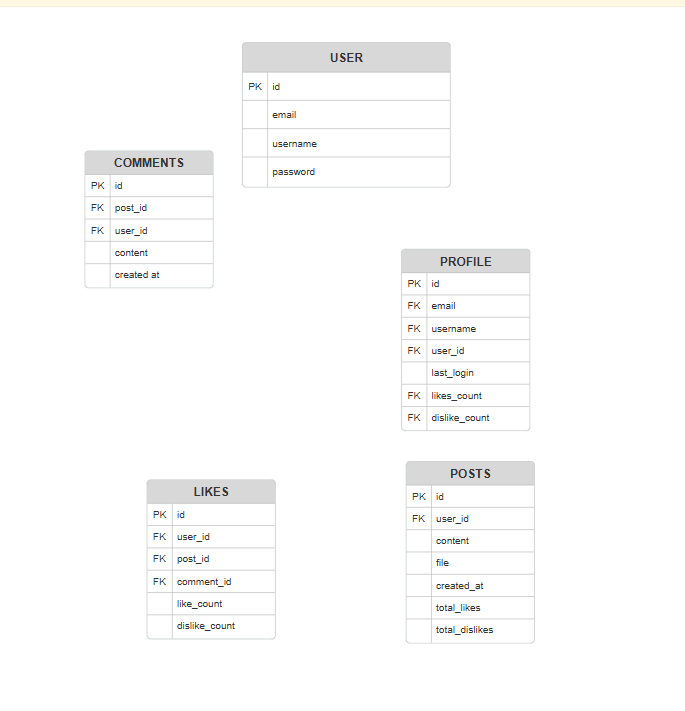 USER
PK id
email
username
password
COMMENTS
PK id
FK post_id
FK user_id
content
created at
PROFILE
PK id
FK email
FK username
FK user_id
last_login
FK likes_count
FK dislike_count
POSTS
PK id
FK user_id
content
file
created_at
total_likes
total_dislikes
LIKES
PK id
FK user_id
FK post_id
FK comment_id
like_count
dislike_count